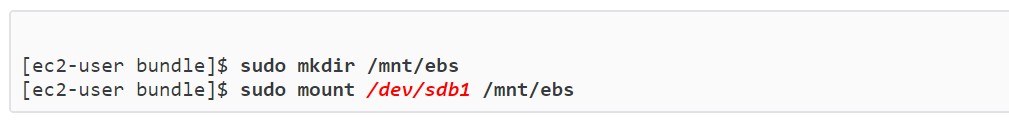 [ec2-user bundle]$ sudo mkdir /mnt/ebs
[ec2-user bundle]$ sudo mount /dev/sdb1 /mnt/ebs